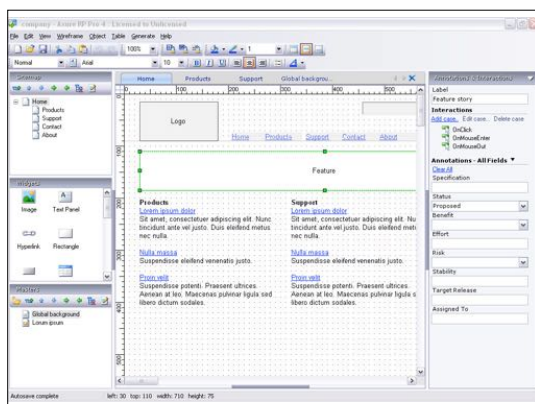 company - Axure RP Pro 4 : Licensed to Unlicensed
File Edit View Wireframe Object Table Generate Help
100% 1
Normal Arial 10 B I U
Sitemap
Home
Products
Support
Contact
About
Widgets
Image Text Panel
Hyperlink Rectangle
Masters
Global background
Lorum ipsum
Home Products Support Global backgrou...
0 100 200 300 400 500
100
200
300
400
500
Logo
Home Products Support Contact About
Feature
Products
Lorem ipsum dolor
Sit amet, consectetuer adipiscing elit. Nunc
tincidunt ante vel justo. Duis eleifend metus
nec nulla.
Nulla massa
Suspendisse eleifend venenatis justo.
Proin velit
Suspendisse potenti. Praesent ultrices.
Aenean at leo. Maecenas pulvinar ligula sed
libero dictum sodales.
Support
Lorem ipsum dolor
Sit amet, consectetuer adipiscing elit.
tincidunt ante vel justo. Duis eleifend
nec nulla.
Nulla massa
Suspendisse eleifend venenatis justo.
Proin velit
Suspendisse potenti. Praesent ultrices.
Aenean at leo. Maecenas pulvinar ligula s
libero dictum sodales.
Annotations & Interactions
Label
Feature story
Interactions
Add case... Edit case... Delete case
OnClick
OnMouseEnter
OnMouseOut
Annotations - All Fields
Clear All
Specification
Status
Proposed
Benefit
Effort
Risk
Stability
Target Release
Assigned To
Autosave complete left: 30 top: 110 width: 710 height: 75